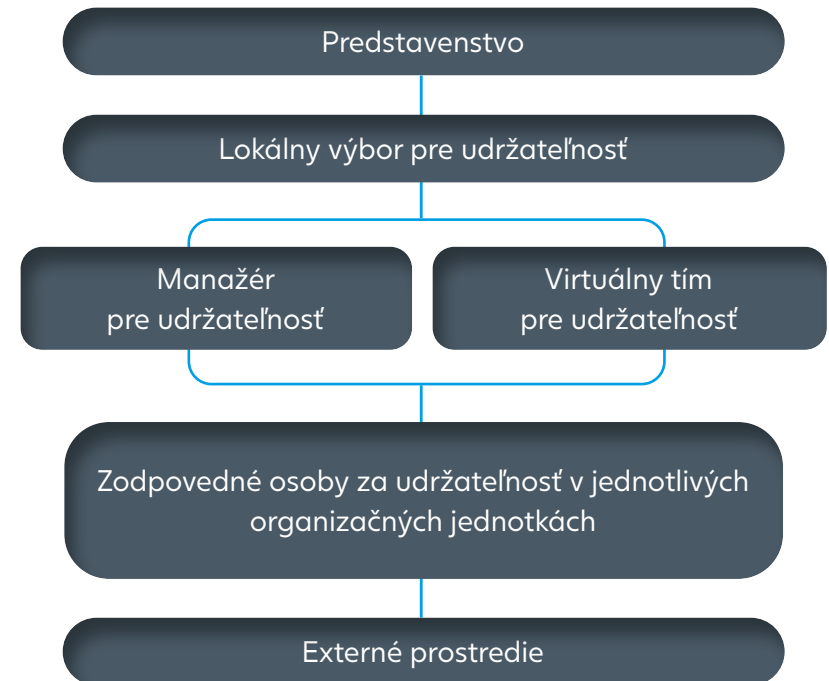 Predstavenstvo
Lokálny výbor pre udržateľnosť
Manažér
pre udržateľnosť
Virtuálny tím
pre udržateľnosť
Zodpovedné osoby za udržateľnosť v jednotlivých
organizačných jednotkách
Externé prostredie